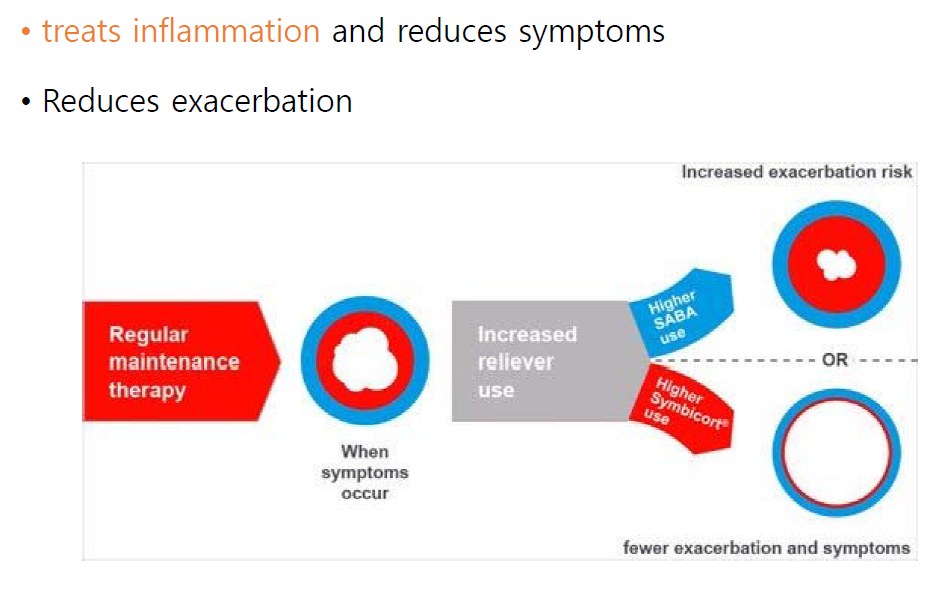 • treats inflammation and reduces symptoms
• Reduces exacerbation
Increased exacerbation risk
Regular
maintenance
therapy
When
symptoms
occur
Increased
reliever
use
Higher
SABA
use
OR
Higher
Symbicort®
use
fewer exacerbation and symptoms